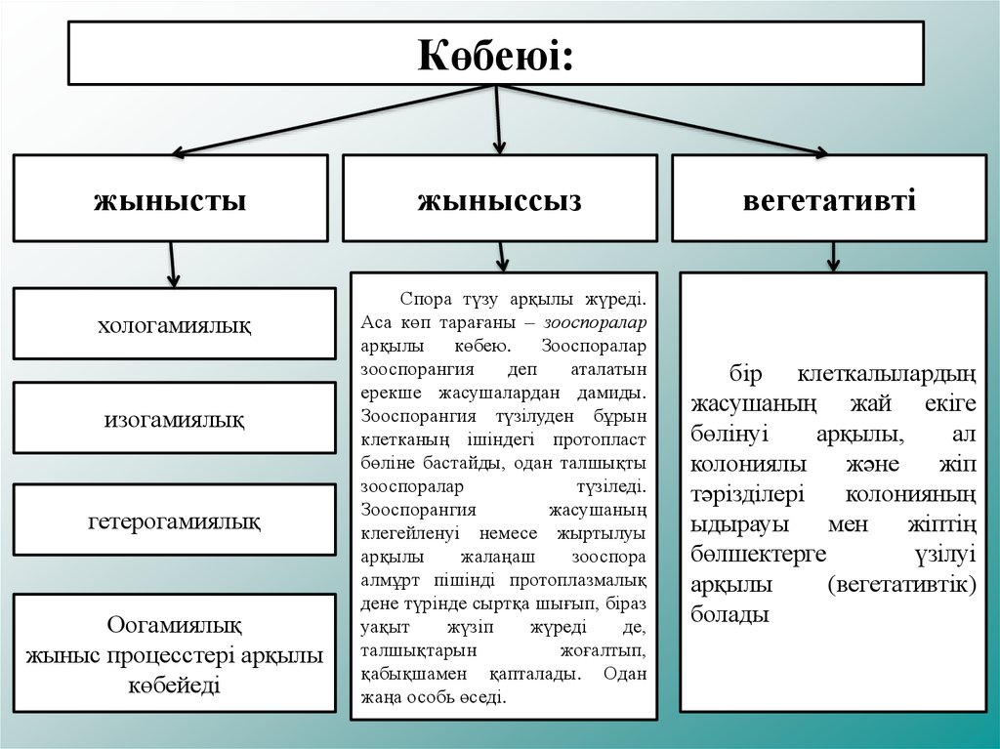 Көбеюі:
жынысты
жыныссыз
вегетативті
хологамиялық
изогамиялық
гетерогамиялық
Оогамиялық
жыныс процесстері арқылы
көбейеді
Спора түзу арқылы жүреді.
Аса көп тарағаны – зооспоралар
арқылы көбею. Зооспоралар
зооспорангия деп аталатын
ерекше жасушалардан дамиды.
Зооспорангия түзілуден бұрын
клетканың ішіндегі протопласт
бөліне бастайды, одан талшықты
зооспоралар түзіледі.
Зооспорангия жасушаның
клегейленуі немесе жыртылуы
арқылы жалаңаш зооспора
алмұрт пішінді протоплазмалық
дене түрінде сыртқа шығып, біраз
уақыт жүзіп жүреді де,
талшықтарын жоғалтып,
қабықшамен қапталады. Одан
жаңа особь өседі.
бір клеткалылардың
жасушаның жай екіге
бөлінуі арқылы, ал
колониялы және жіп
тәрізділері колонияның
ыдырауы мен жіптің
бөлшектерге үзілуі
арқылы (вегетативтік)
болады